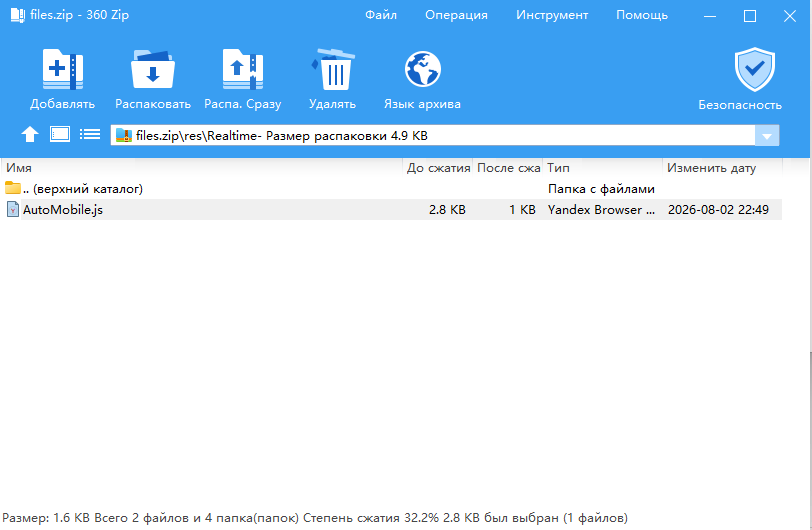 files.zip - 360 Zip
Файл Операция Инструмент Помощь
Добавлять Распаковать Распа. Сразу Удалять Язык архива Безопасность
files.zip\res\Realtime- Размер распаковки 4.9 KB
Имя До сжатия После сжа Тип Изменить дату
.. (верхний каталог) Папка с файлами
AutoMobile.js 2.8 KB 1 KB Yandex Browser ... 2026-08-02 22:49
Размер: 1.6 KB Всего 2 файлов и 4 папка(папок) Степень сжатия 32.2% 2.8 KB был выбран (1 файлов)